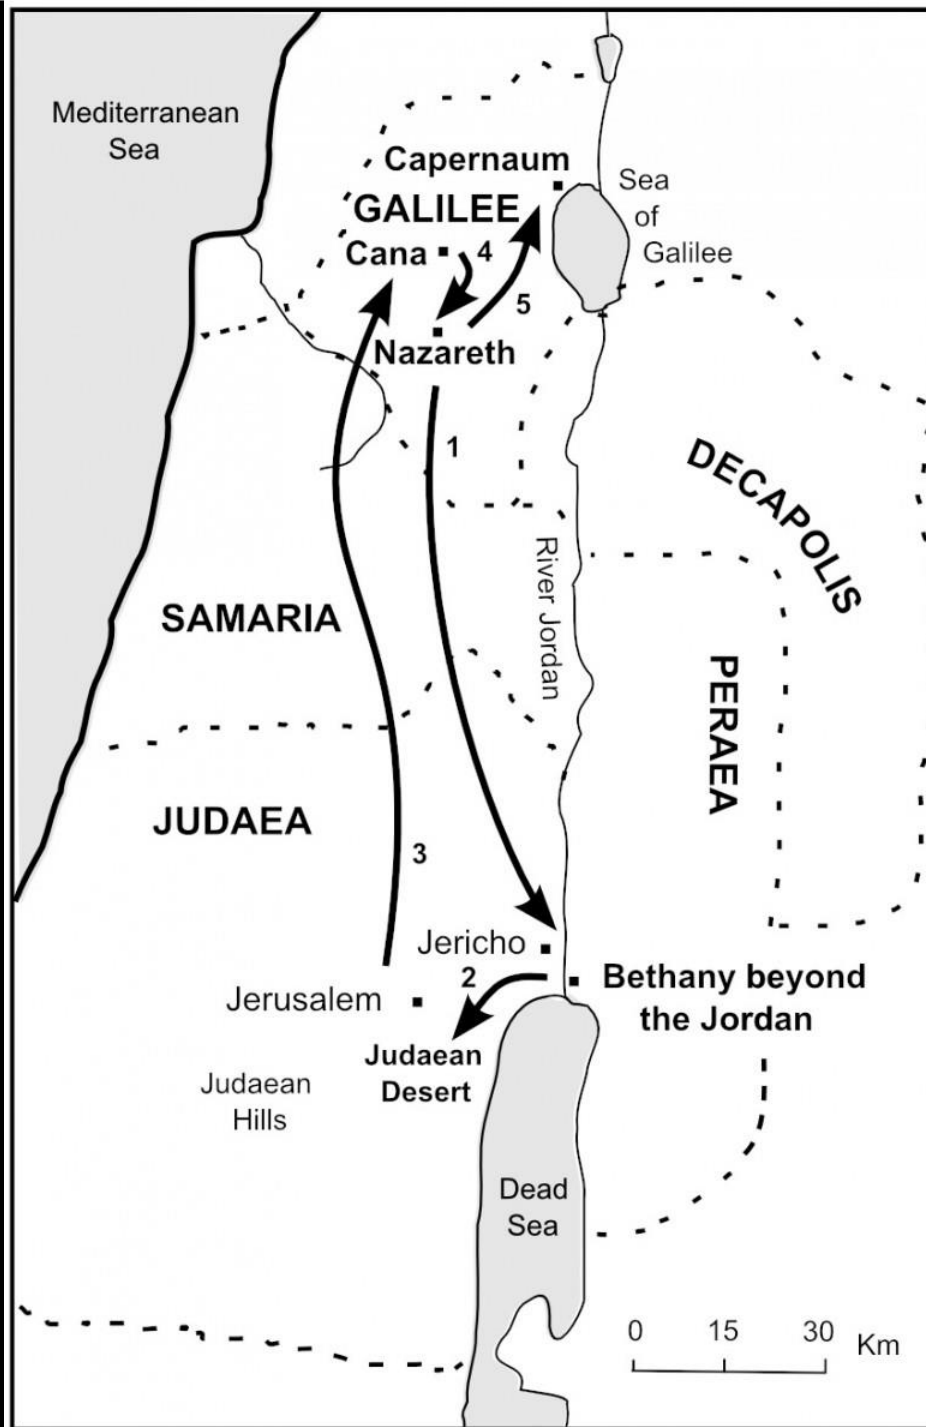 Mediterranean
Sea
Capernaum
Sea
of
Galilee
GALILEE
Cana
4
5
Nazareth
1
DECAPOLIS
River Jordan
SAMARIA
PERAEA
JUDAEA
3
Jericho
2
Bethany beyond
the Jordan
Jerusalem
Judaean
Desert
Judaean
Hills
Dead
Sea
0 15 30 Km